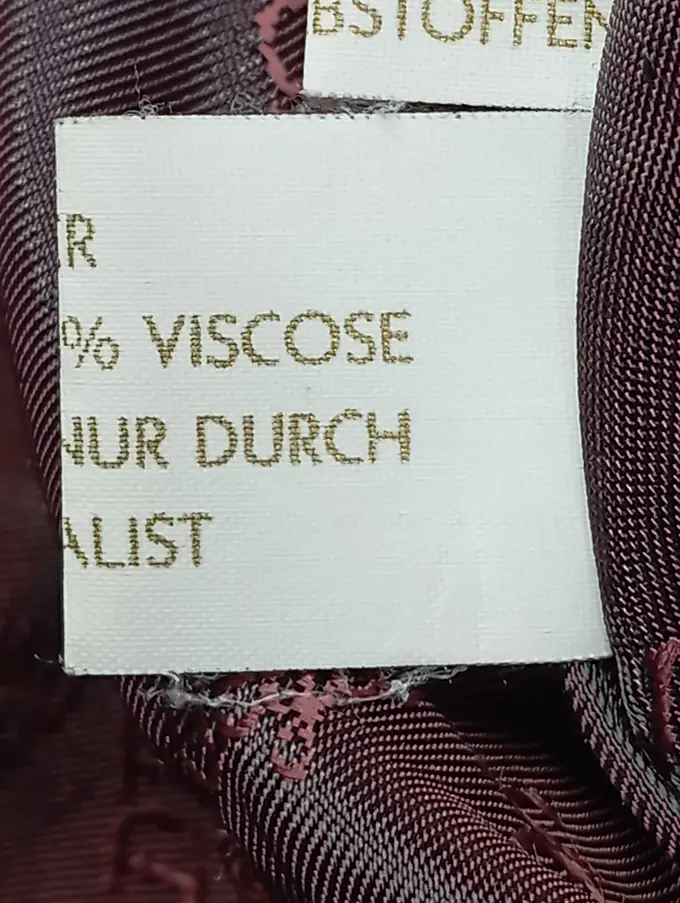 BSTOFFEN
R
% VISCOSE
NUR DURCH
ALIST